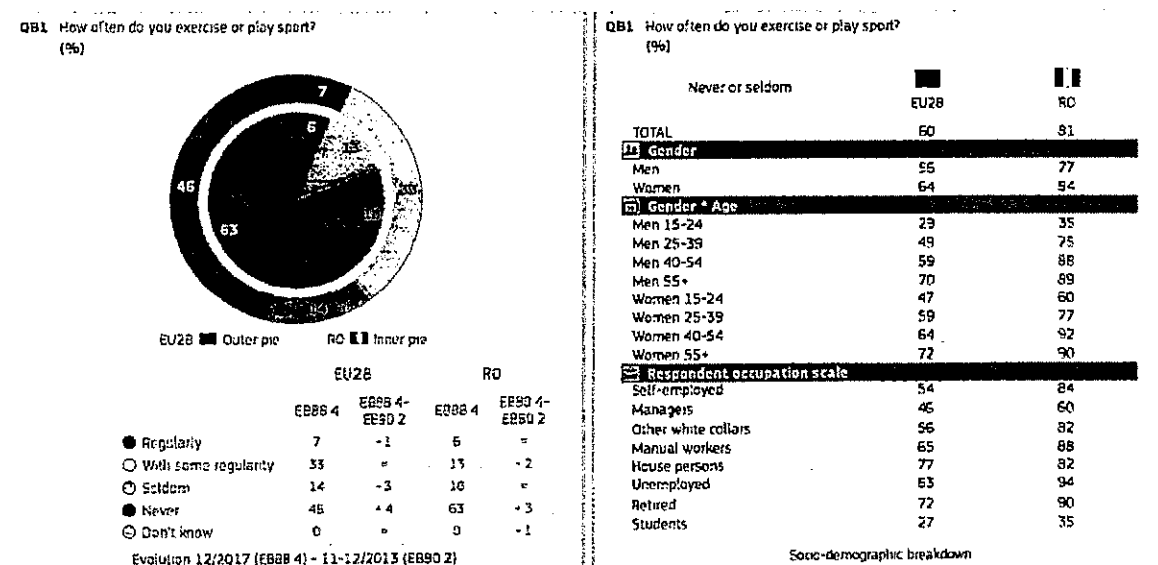 QB1 How often do you exercise or play sport?
(%)
7
6
13
46
33
18
63
14
EU28 Outer pie RO Inner pie
EU28 RO
EB88 4 EB88 4- EB80 2 EB88 4 EB88 4- EB80 2
Regularly 7 -1 6 =
With some regularity 33 = 13 -2
Seldom 14 -3 18 =
Never 46 +4 63 +3
Don't know 0 = 0 -1
Evolution 12/2017 (EB88 4) - 11-12/2013 (EB80 2)
QB1 How often do you exercise or play sport?
(%)
Never or seldom
EU28 RO
TOTAL 60 81
Gender
Men 56 77
Women 64 84
Gender * Age
Men 15-24 29 35
Men 25-39 49 75
Men 40-54 59 88
Men 55+ 70 89
Women 15-24 47 60
Women 25-39 59 77
Women 40-54 64 92
Women 55+ 72 90
Respondent occupation scale
Self-employed 54 84
Managers 46 60
Other white collars 56 82
Manual workers 65 88
House persons 77 82
Unemployed 63 94
Retired 72 90
Students 27 35
Socio-demographic breakdown